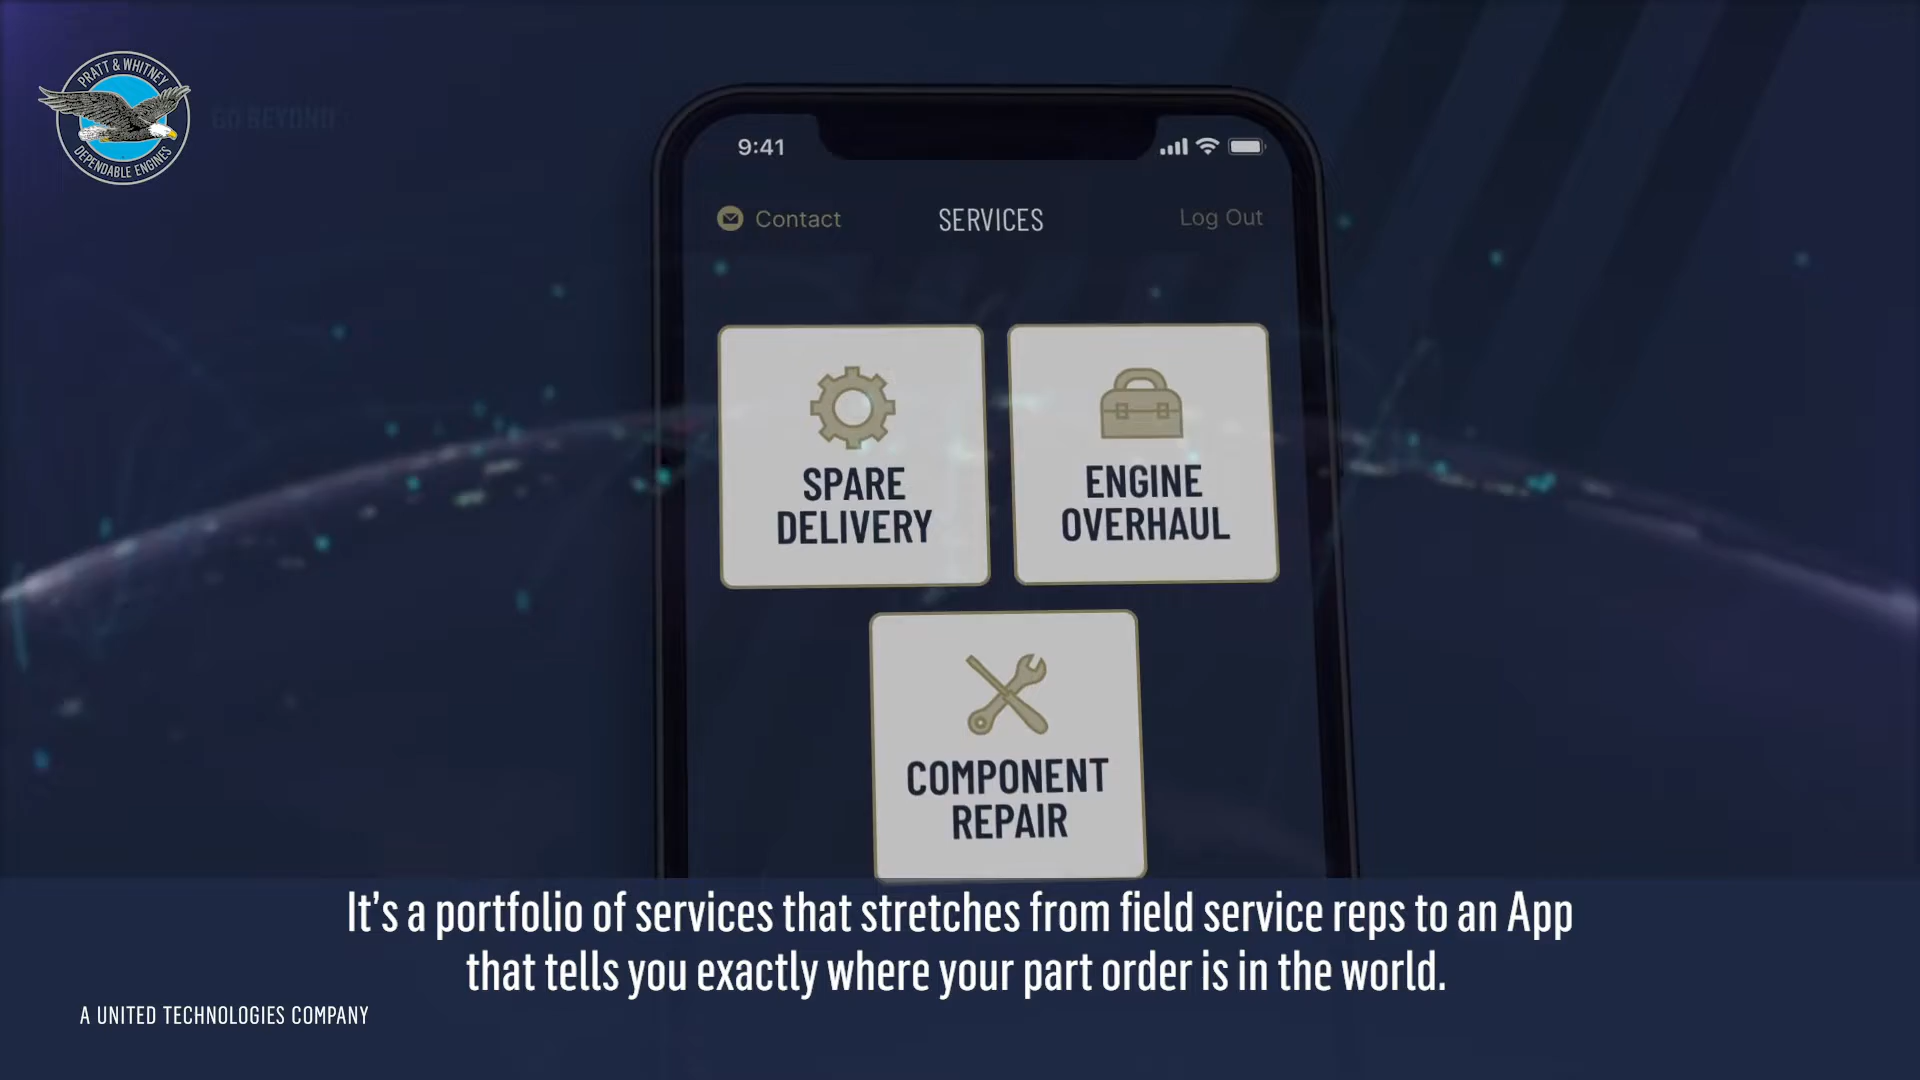 PRATT & WHITNEY
DEPENDABLE ENGINES
GO BEYOND
9:41
Contact
SERVICES
Log Out
SPARE
DELIVERY
ENGINE
OVERHAUL
COMPONENT
REPAIR
It’s a portfolio of services that stretches from field service reps to an App
that tells you exactly where your part order is in the world.
A UNITED TECHNOLOGIES COMPANY